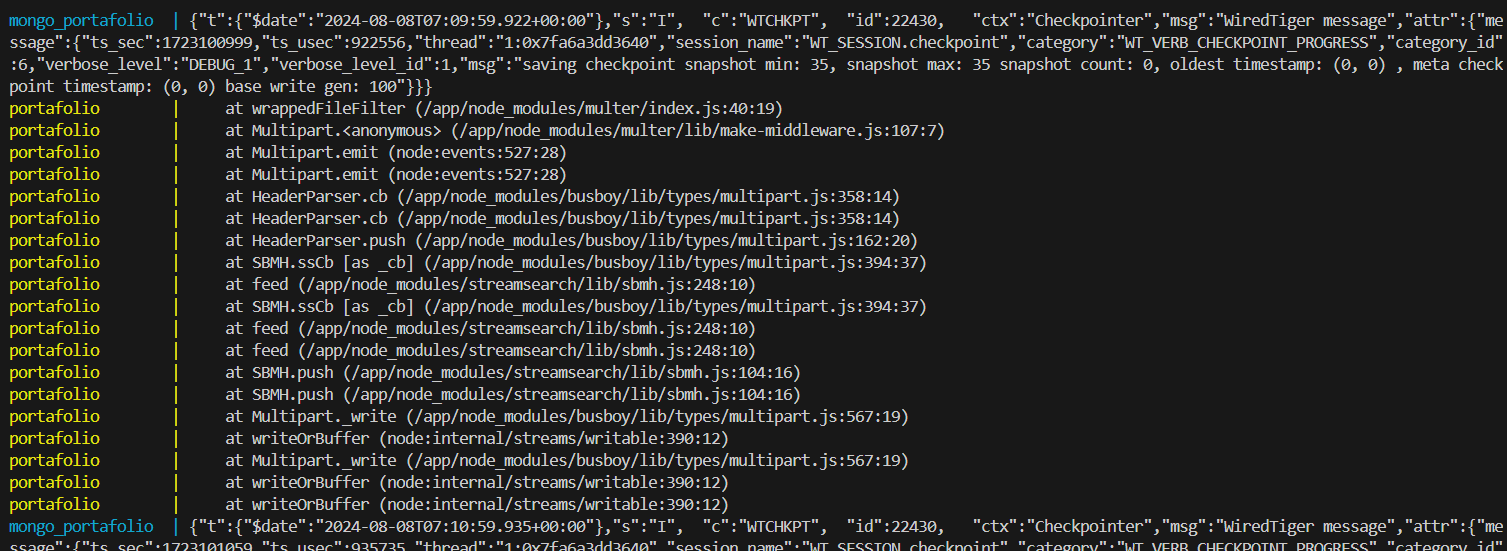 mongo_portafolio  | {"t":{"$date":"2024-08-08T07:09:59.922+00:00"},"s":"I",  "c":"WTCHKPT",  "id":22430,   "ctx":"Checkpointer","msg":"WiredTiger message","attr":{"me
ssage":{"ts_sec":1723100999,"ts_usec":922556,"thread":"1:0x7fa6a3dd3640","session_name":"WT_SESSION.checkpoint","category":"WT_VERB_CHECKPOINT_PROGRESS","category_id"
:6,"verbose_level":"DEBUG_1","verbose_level_id":1,"msg":"saving checkpoint snapshot min: 35, snapshot max: 35 snapshot count: 0, oldest timestamp: (0, 0) , meta check
point timestamp: (0, 0) base write gen: 100"}}}
portafolio        |     at wrappedFileFilter (/app/node_modules/multer/index.js:40:19)
portafolio        |     at Multipart.<anonymous> (/app/node_modules/multer/lib/make-middleware.js:107:7)
portafolio        |     at Multipart.emit (node:events:527:28)
portafolio        |     at Multipart.emit (node:events:527:28)
portafolio        |     at HeaderParser.cb (/app/node_modules/busboy/lib/types/multipart.js:358:14)
portafolio        |     at HeaderParser.cb (/app/node_modules/busboy/lib/types/multipart.js:358:14)
portafolio        |     at HeaderParser.push (/app/node_modules/busboy/lib/types/multipart.js:162:20)
portafolio        |     at SBMH.ssCb [as _cb] (/app/node_modules/busboy/lib/types/multipart.js:394:37)
portafolio        |     at feed (/app/node_modules/streamsearch/lib/sbmh.js:248:10)
portafolio        |     at SBMH.ssCb [as _cb] (/app/node_modules/busboy/lib/types/multipart.js:394:37)
portafolio        |     at feed (/app/node_modules/streamsearch/lib/sbmh.js:248:10)
portafolio        |     at feed (/app/node_modules/streamsearch/lib/sbmh.js:248:10)
portafolio        |     at SBMH.push (/app/node_modules/streamsearch/lib/sbmh.js:104:16)
portafolio        |     at SBMH.push (/app/node_modules/streamsearch/lib/sbmh.js:104:16)
portafolio        |     at Multipart._write (/app/node_modules/busboy/lib/types/multipart.js:567:19)
portafolio        |     at writeOrBuffer (node:internal/streams/writable:390:12)
portafolio        |     at Multipart._write (/app/node_modules/busboy/lib/types/multipart.js:567:19)
portafolio        |     at writeOrBuffer (node:internal/streams/writable:390:12)
portafolio        |     at writeOrBuffer (node:internal/streams/writable:390:12)
mongo_portafolio  | {"t":{"$date":"2024-08-08T07:10:59.935+00:00"},"s":"I",  "c":"WTCHKPT",  "id":22430,   "ctx":"Checkpointer","msg":"WiredTiger message","attr":{"me
ssage":{"ts_sec":1723101059,"ts_usec":935735,"thread":"1:0x7fa6a3dd3640","session_name":"WT_SESSION.checkpoint","category":"WT_VERB_CHECKPOINT_PROGRESS","category_id"